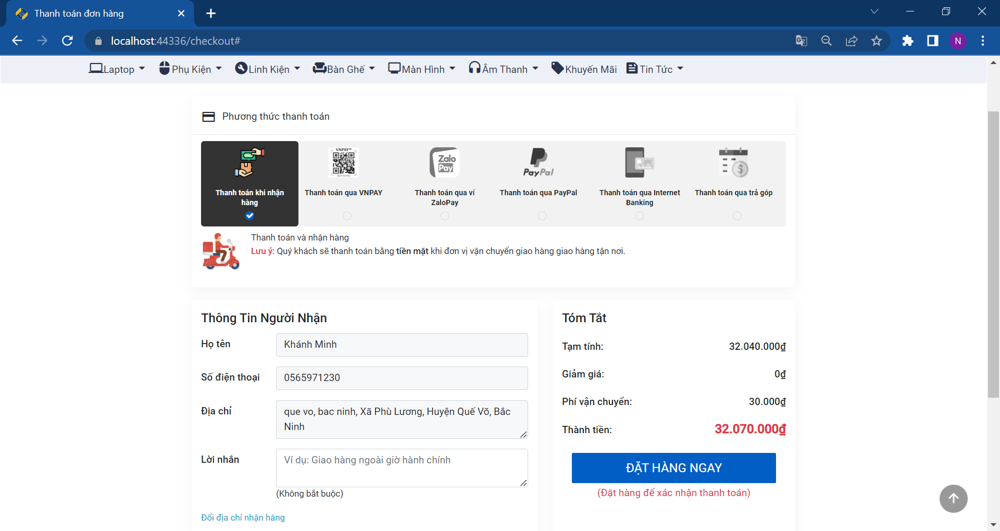 Thanh toán đơn hàng
localhost:44336/checkout#
N
Laptop Phụ Kiện Linh Kiện Bàn Ghế Màn Hình Âm Thanh Khuyến Mãi Tin Tức
Phương thức thanh toán
VNPAY
Scan to Pay
Zalo
Pay
PayPal
Thanh toán khi nhận
hàng
Thanh toán qua VNPAY
Thanh toán qua ví
ZaloPay
Thanh toán qua PayPal
Thanh toán qua Internet
Banking
Thanh toán qua trả góp
Thanh toán và nhận hàng
Lưu ý: Quý khách sẽ thanh toán bằng tiền mặt khi đơn vị vận chuyển giao hàng giao hàng tận nơi.
Thông Tin Người Nhận
Họ tên
Khánh Minh
Số điện thoại
0565971230
Địa chỉ
que vo, bac ninh, Xã Phù Lương, Huyện Quế Võ, Bắc
Ninh
Lời nhắn
Ví dụ: Giao hàng ngoài giờ hành chính
(Không bắt buộc)
Đổi địa chỉ nhận hàng
Tóm Tắt
Tạm tính: 32.040.000₫
Giảm giá: 0₫
Phí vận chuyển: 30.000₫
Thành tiền: 32.070.000₫
ĐẶT HÀNG NGAY
(Đặt hàng để xác nhận thanh toán)